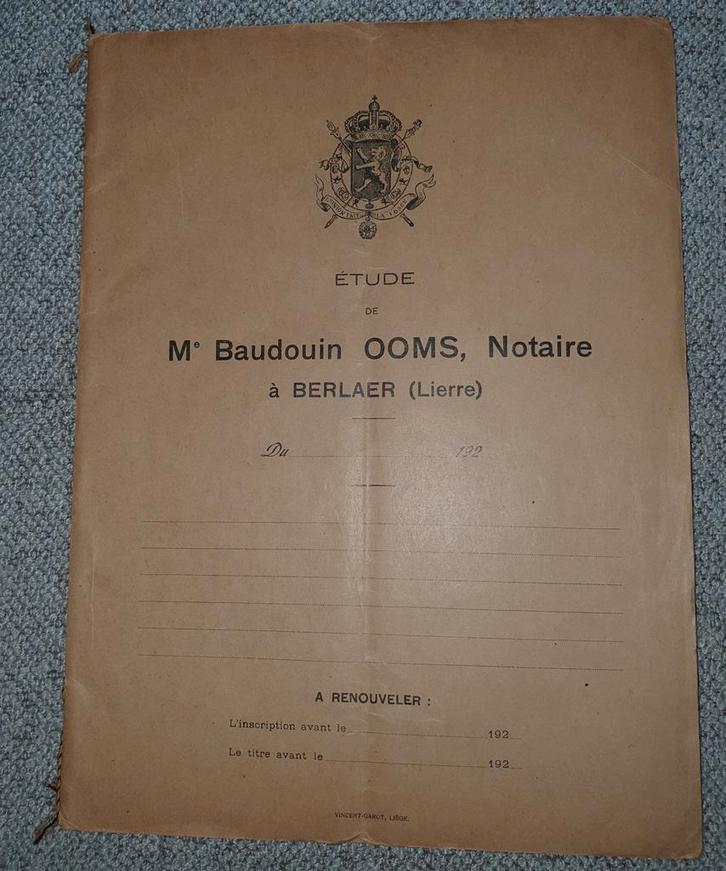 ÉTUDE
DE
Me Baudouin OOMS, Notaire
à BERLAER (Lierre)
Du 192
A RENOUVELER :
L'inscription avant le 192
Le titre avant le 192
VINCENT-GAROT, LIÉGE.